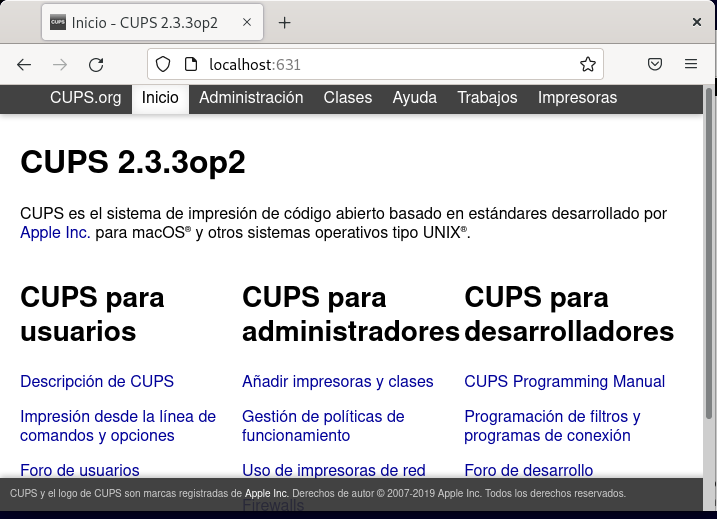 CUPS
Inicio - CUPS 2.3.3op2
localhost:631
CUPS.org Inicio Administración Clases Ayuda Trabajos Impresoras
CUPS 2.3.3op2
CUPS es el sistema de impresión de código abierto basado en estándares desarrollado por
Apple Inc. para macOS® y otros sistemas operativos tipo UNIX®.
CUPS para
usuarios
Descripción de CUPS
Impresión desde la línea de
comandos y opciones
Foro de usuarios
CUPS para
administradores
Añadir impresoras y clases
Gestión de políticas de
funcionamiento
Uso de impresoras de red
Firewalls
CUPS para
desarrolladores
CUPS Programming Manual
Programación de filtros y
programas de conexión
Foro de desarrollo
CUPS y el logo de CUPS son marcas registradas de Apple Inc. Derechos de autor © 2007-2019 Apple Inc. Todos los derechos reservados.